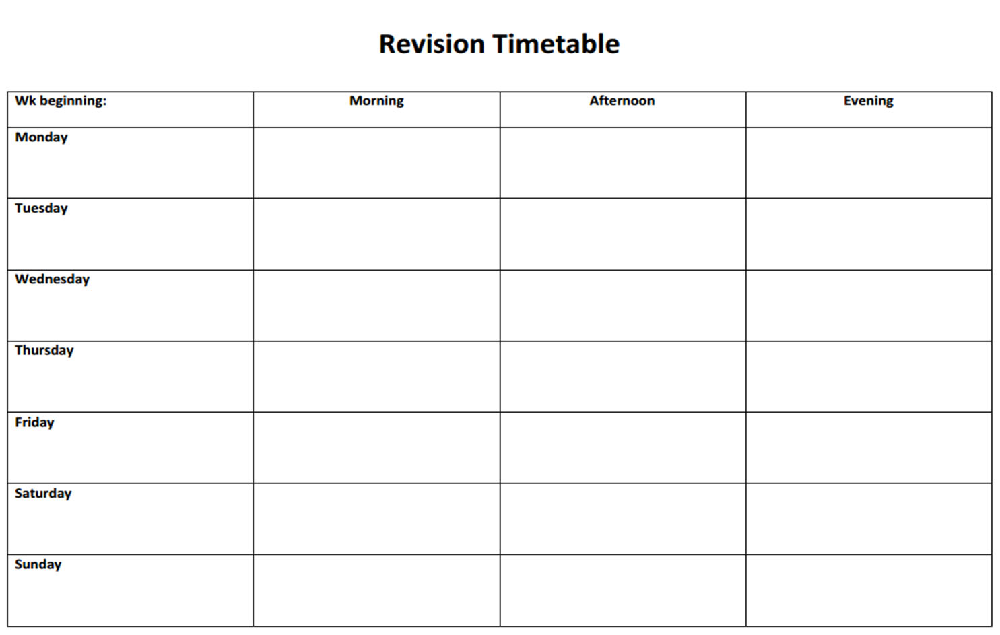 Revision Timetable
Wk beginning: Morning Afternoon Evening
Monday
Tuesday
Wednesday
Thursday
Friday
Saturday
Sunday